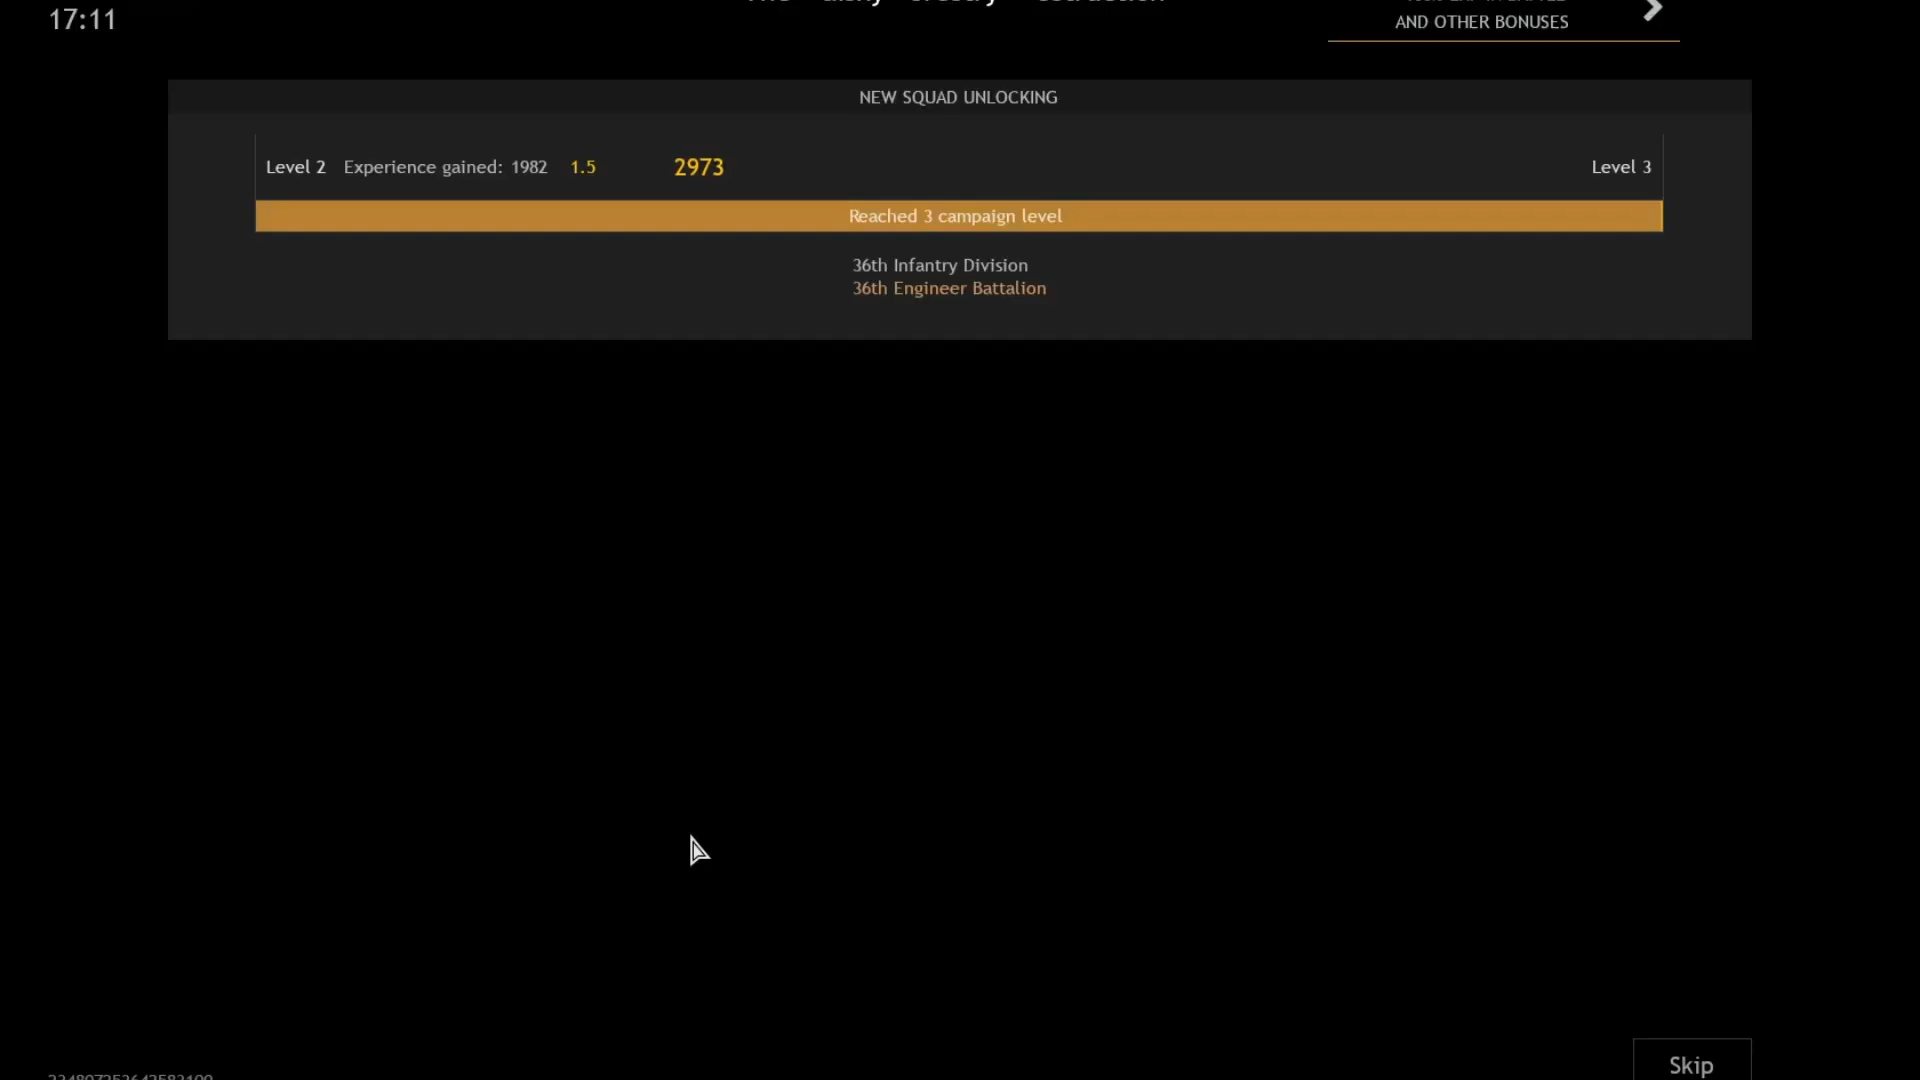 17:11
AND OTHER BONUSES
NEW SQUAD UNLOCKING
Level 2 Experience gained: 1982 1.5 2973 Level 3
Reached 3 campaign level
36th Infantry Division
36th Engineer Battalion
Skip